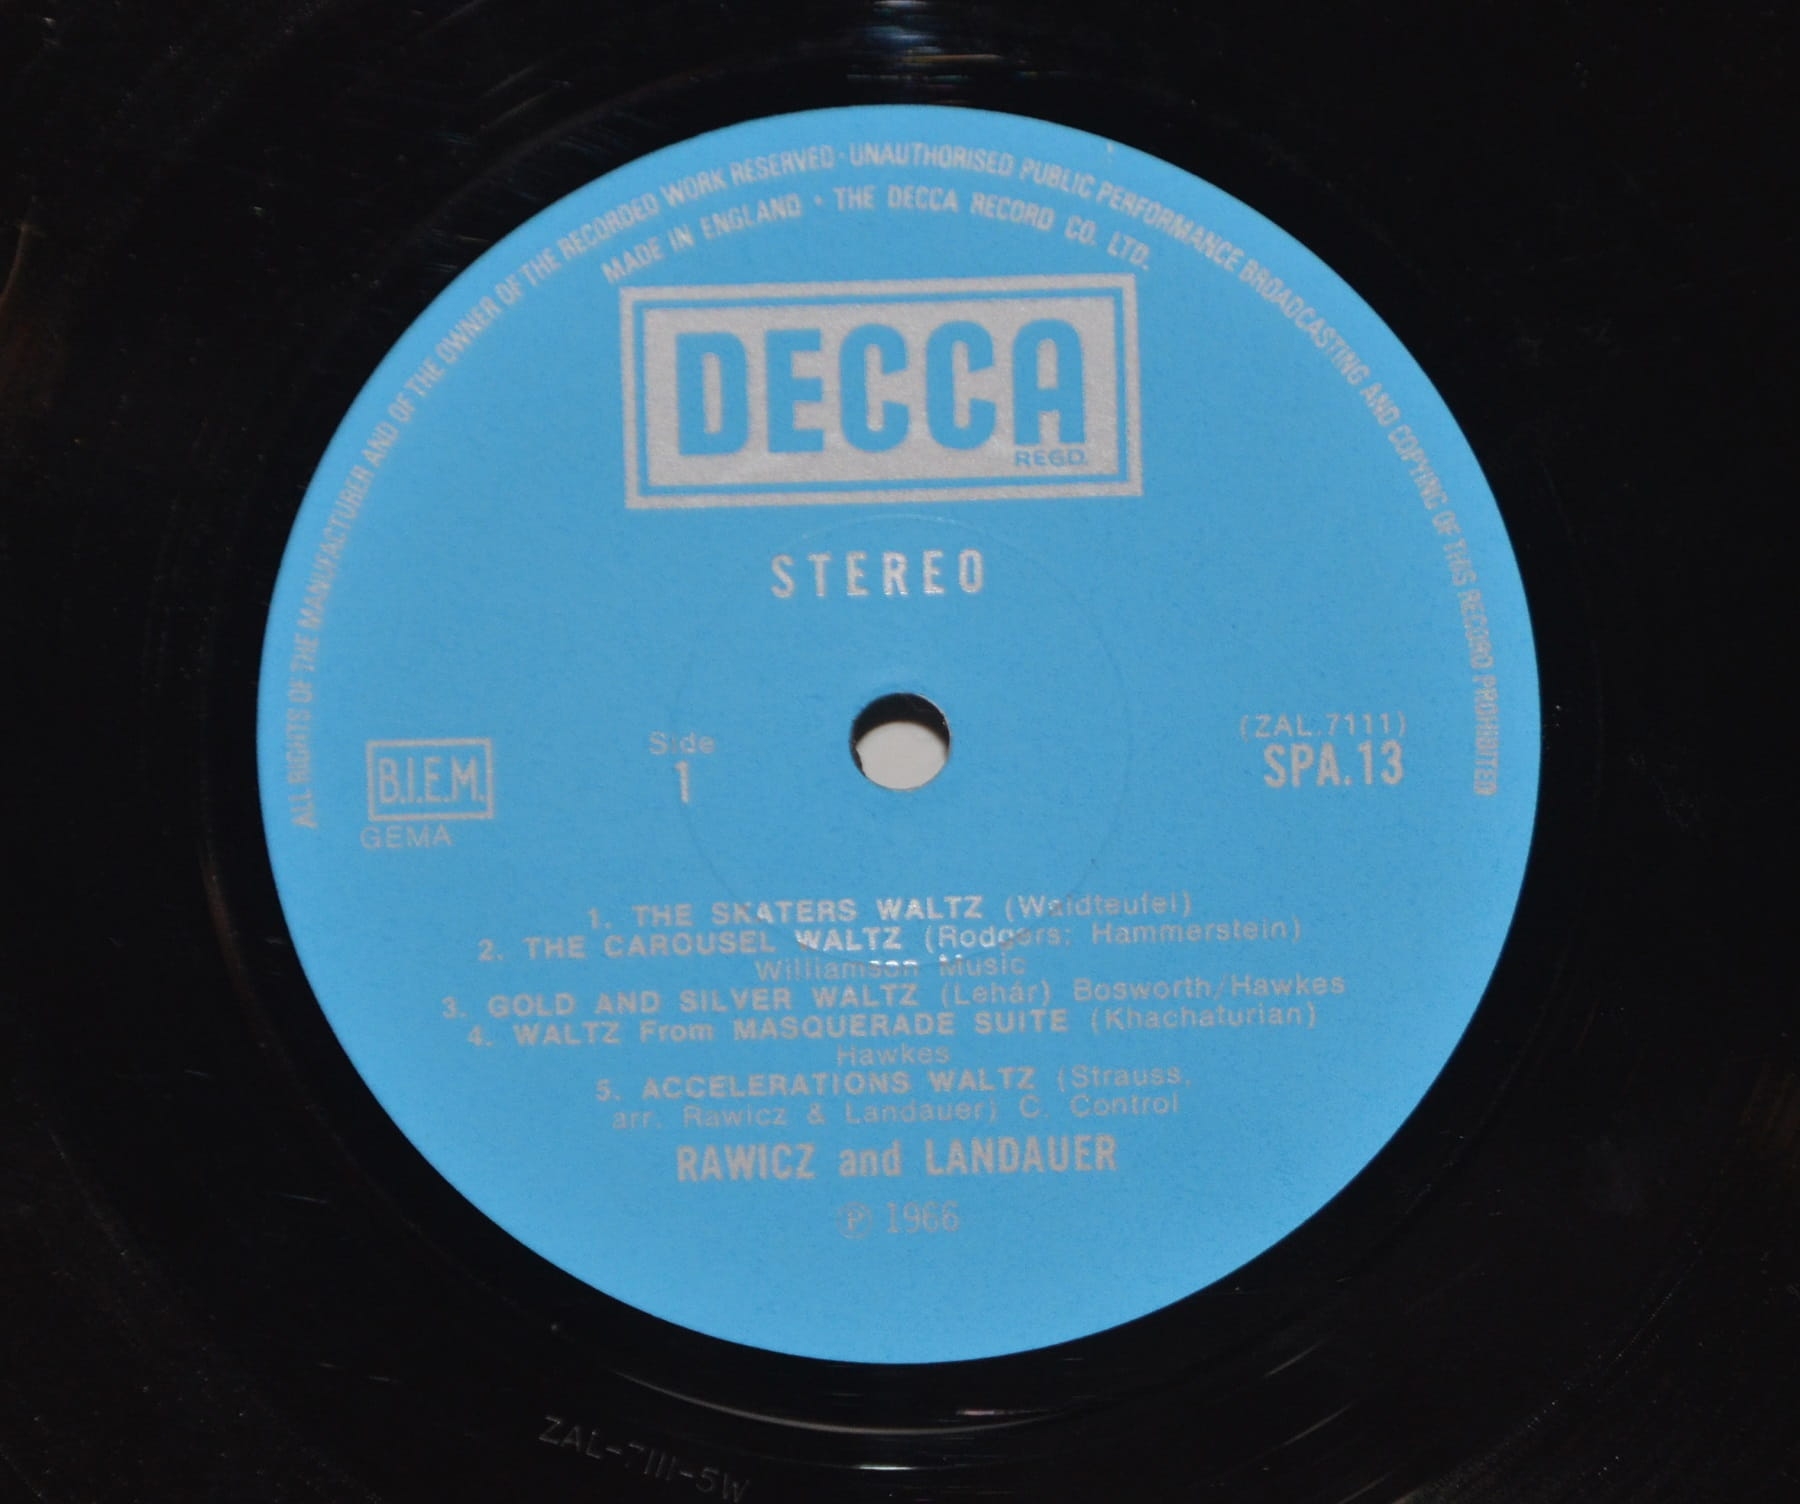 ALL RIGHTS OF THE MANUFACTURER AND OF THE OWNER OF THE RECORDED WORK RESERVED · UNAUTHORISED PUBLIC PERFORMANCE BROADCASTING AND COPYING OF THIS RECORD PROHIBITED
MADE IN ENGLAND · THE DECCA RECORD CO. LTD.
DECCA
REGD.
STEREO
B.I.E.M.
GEMA
Side
1
(ZAL.7111)
SPA.13
1. THE SKATERS WALTZ (Waldteufel)
2. THE CAROUSEL WALTZ (Rodgers; Hammerstein)
Williamson Music
3. GOLD AND SILVER WALTZ (Lehár) Bosworth/Hawkes
4. WALTZ From MASQUERADE SUITE (Khachaturian)
Hawkes
5. ACCELERATIONS WALTZ (Strauss,
arr. Rawicz & Landauer) C. Control
RAWICZ and LANDAUER
℗ 1966
ZAL-7111-5W